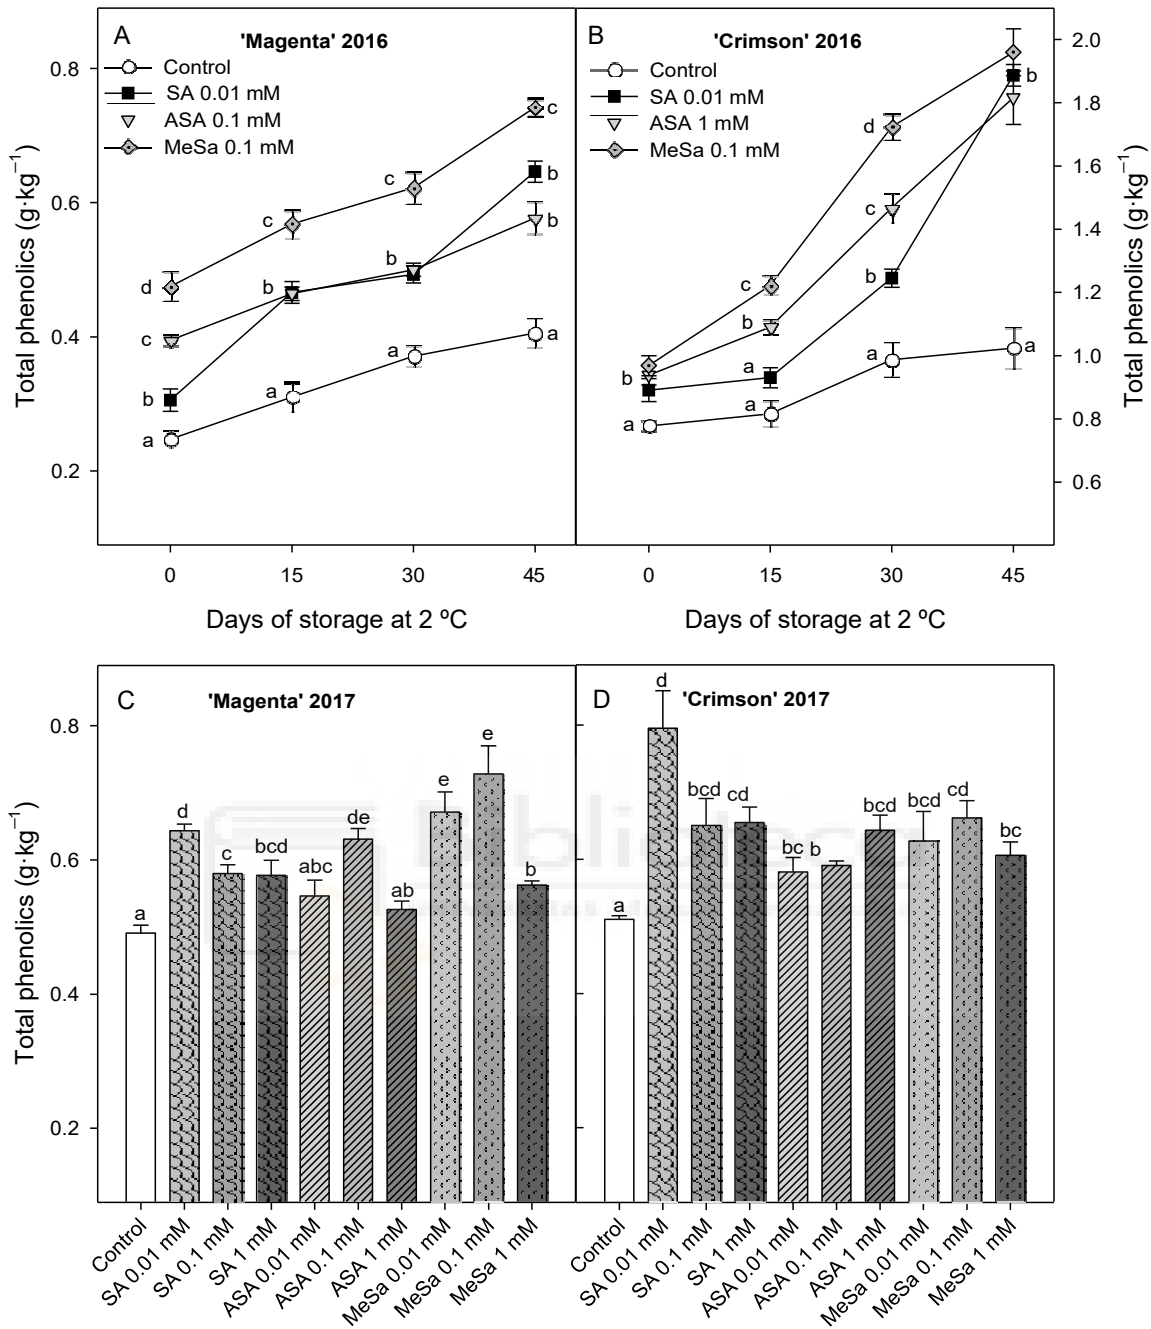 A
'Magenta' 2016
Control
SA 0.01 mM
ASA 0.1 mM
MeSa 0.1 mM
Total phenolics (g·kg⁻¹)
0.8
0.6
0.4
0.2
d
c
b
a
c
b
a
c
b
a
c
b
b
a
0
15
30
45
Days of storage at 2 ºC
B
'Crimson' 2016
Control
SA 0.01 mM
ASA 1 mM
MeSa 0.1 mM
b
a
c
b
a
a
d
c
b
a
b
a
2.0
1.8
1.6
1.4
1.2
1.0
0.8
0.6
Total phenolics (g·kg⁻¹)
0
15
30
45
Days of storage at 2 ºC
C
'Magenta' 2017
Total phenolics (g·kg⁻¹)
0.8
0.6
0.4
0.2
a
d
c
bcd
abc
de
ab
e
e
b
Control
SA 0.01 mM
SA 0.1 mM
SA 1 mM
ASA 0.01 mM
ASA 0.1 mM
ASA 1 mM
MeSa 0.01 mM
MeSa 0.1 mM
MeSa 1 mM
D
'Crimson' 2017
a
d
bcd
cd
bc
b
bcd
bcd
cd
bc
Control
SA 0.01 mM
SA 0.1 mM
SA 1 mM
ASA 0.01 mM
ASA 0.1 mM
ASA 1 mM
MeSa 0.01 mM
MeSa 0.1 mM
MeSa 1 mM
Biblioteca